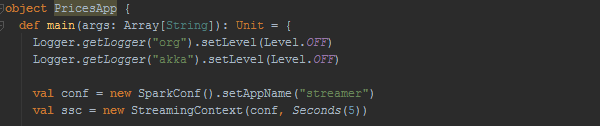 object PricesApp {
  def main(args: Array[String]): Unit = {
    Logger.getLogger("org").setLevel(Level.OFF)
    Logger.getLogger("akka").setLevel(Level.OFF)

    val conf = new SparkConf().setAppName("streamer")
    val ssc = new StreamingContext(conf, Seconds(5))